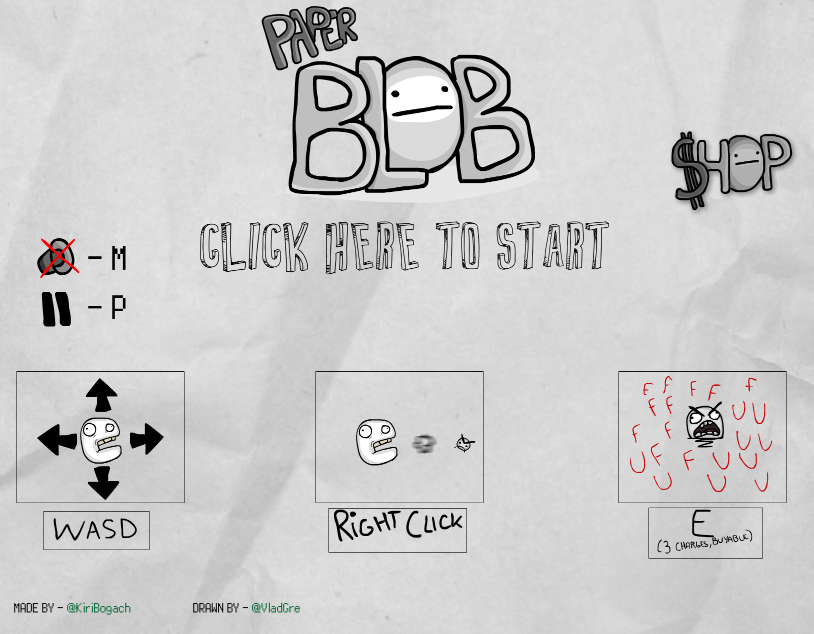 PAPER
BLOB
$HOP
CLICK HERE TO START
- M
- P
F F F F F
F F
F F
U U
U F F U U
U U
U U U
WASD
RIGHT CLICK
E
(3 CHARGES, BUYABLE)
MADE BY - @KiriBogach
DRAWN BY - @VladGre